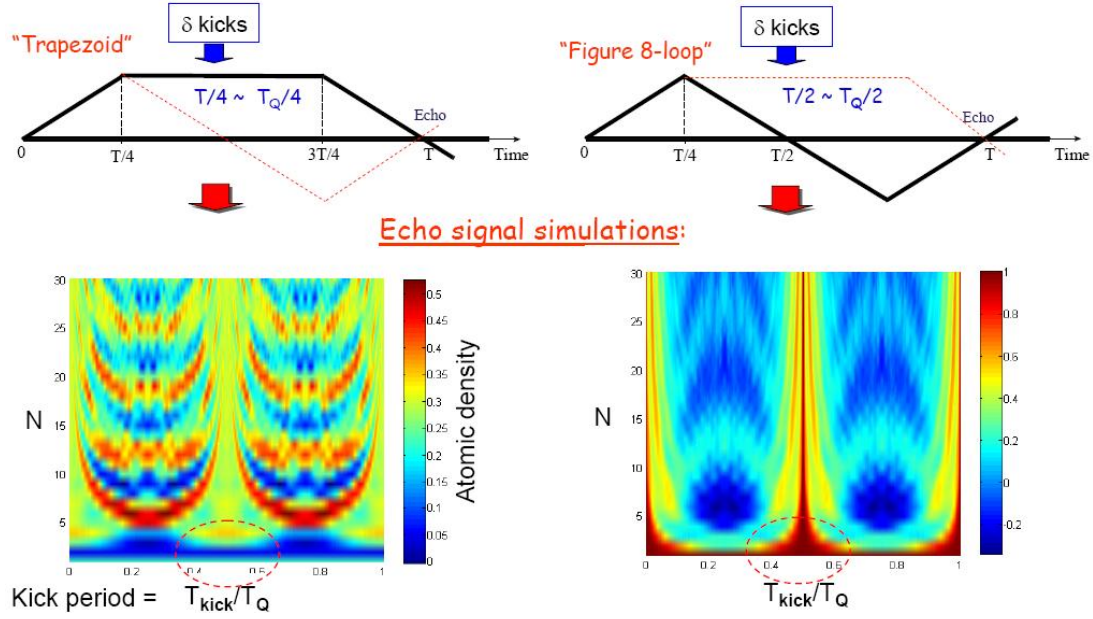 δ kicks
δ kicks
"Trapezoid"
"Figure 8-loop"
T/4 ~ T_Q/4
T/2 ~ T_Q/2
Echo
Echo
0
T/4
3T/4
T
Time
0
T/4
T/2
T
Time
Echo signal simulations:
30
25
20
15
10
5
N
0
0.2
0.4
0.6
0.8
1
0.5
0.45
0.4
0.35
0.3
0.25
0.2
0.15
0.1
0.05
0
Atomic density
30
25
20
15
10
5
N
0
0.2
0.4
0.6
0.8
1
1
0.8
0.6
0.4
0.2
0
-0.2
Kick period = T_kick/T_Q
T_kick/T_Q